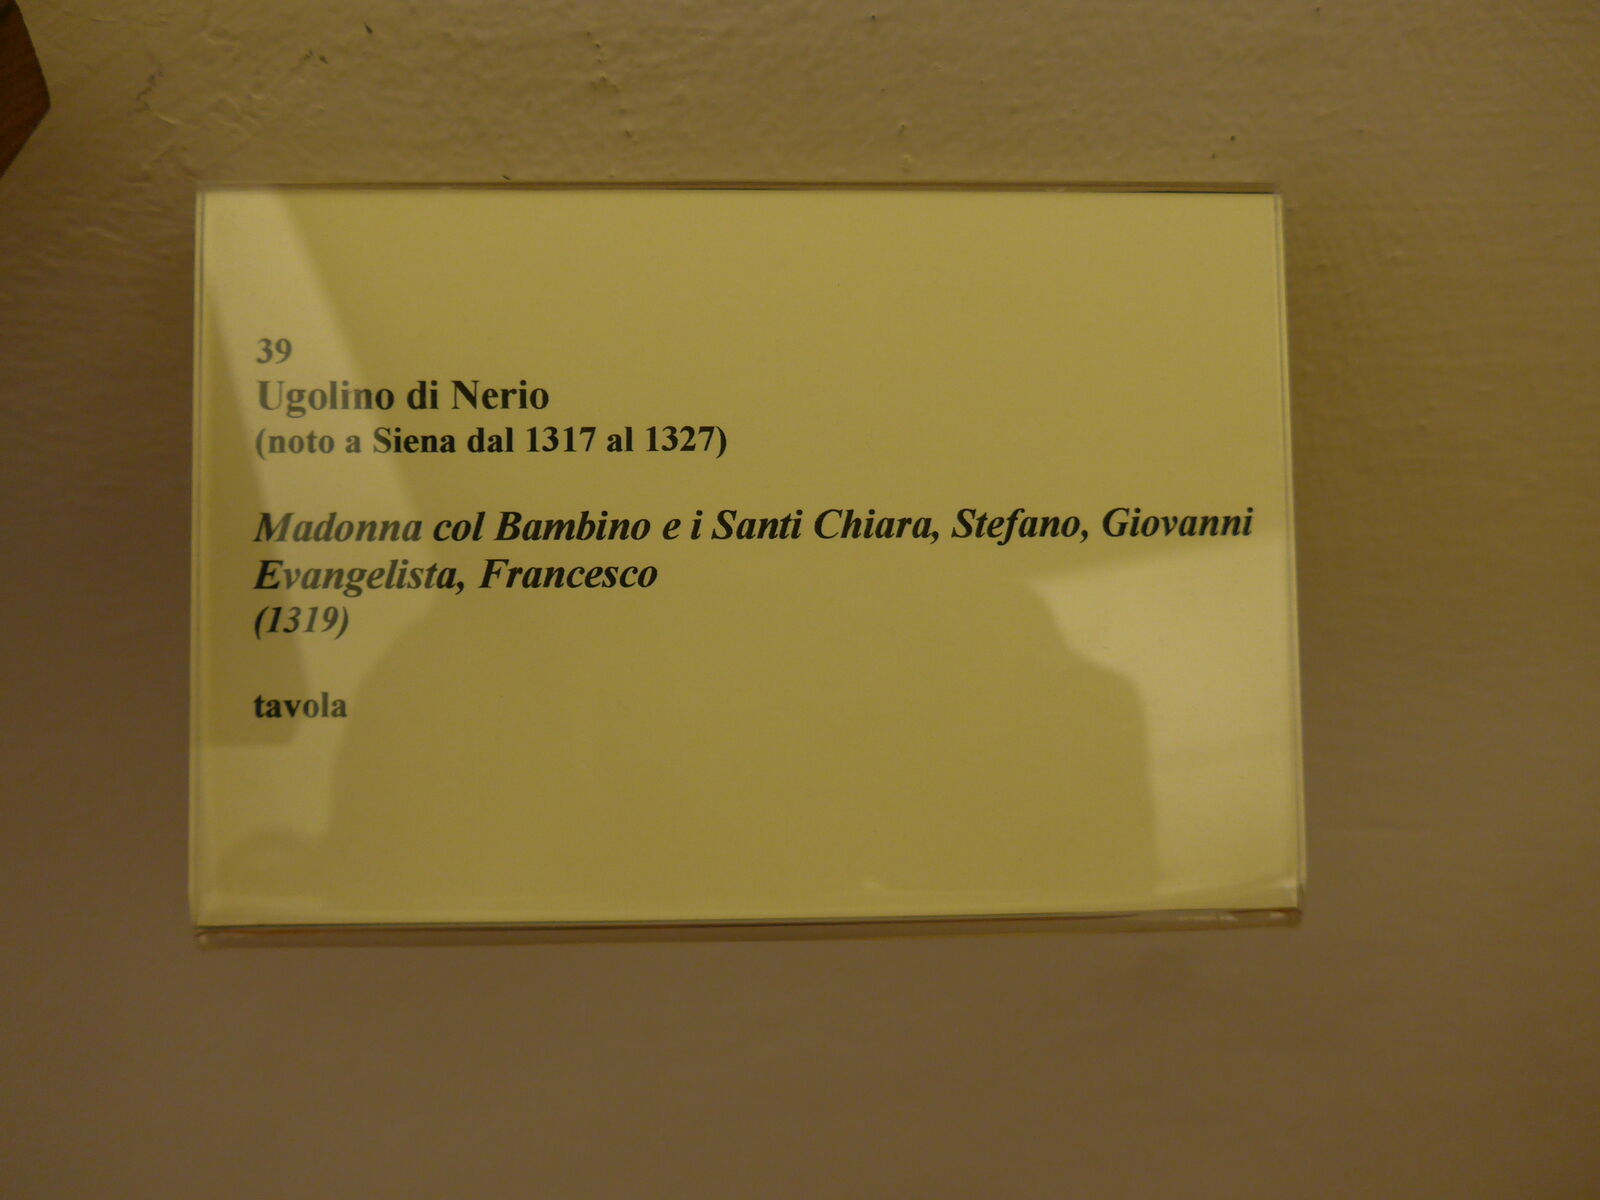 39
Ugolino di Nerio
(noto a Siena dal 1317 al 1327)
Madonna col Bambino e i Santi Chiara, Stefano, Giovanni
Evangelista, Francesco
(1319)
tavola